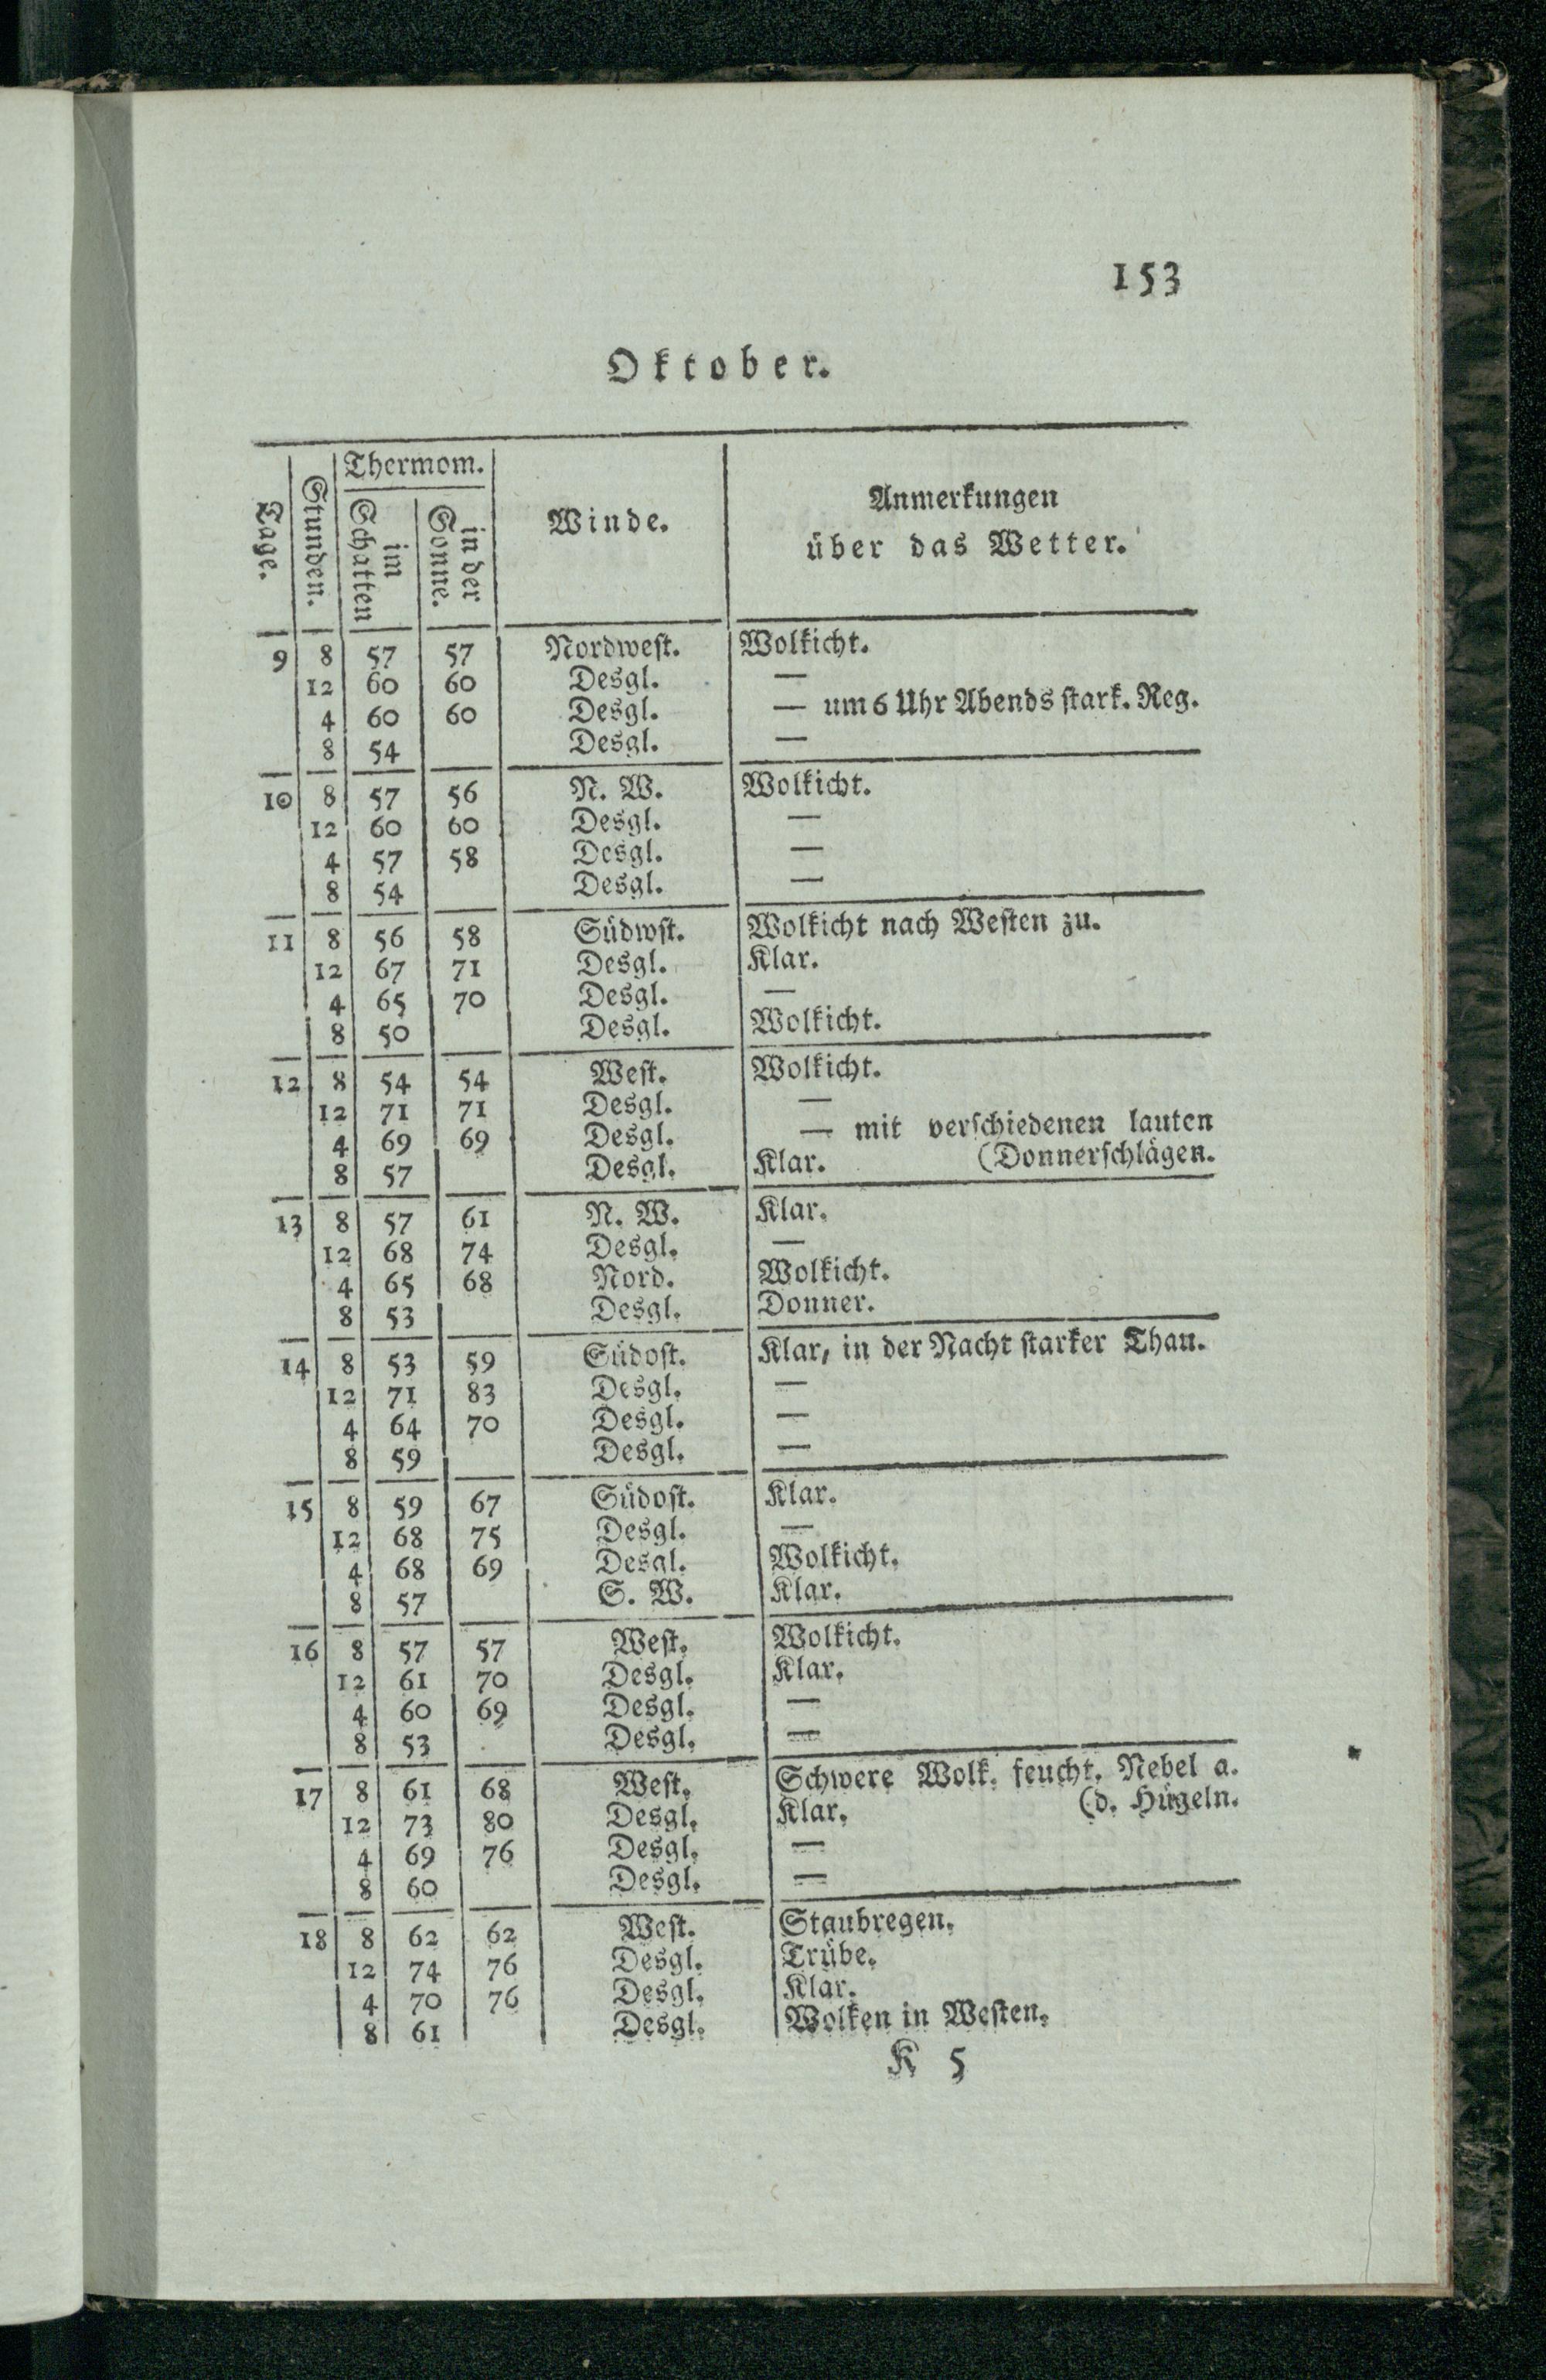 153
Oktober.
Tage. Stunden. Thermom. im Schatten in der Sonne. Winde. Anmerkungen
über das Wetter.
9 8 57 57 Nordwest. Wolkicht.
12 60 60 Desgl. —
4 60 60 Desgl. — um 6 Uhr Abends stark. Reg.
8 54 Desgl. —
10 8 57 56 N. W. Wolkicht.
12 60 60 Desgl. —
4 57 58 Desgl. —
8 54 Desgl. —
11 8 56 58 Südwst. Wolkicht nach Westen zu.
12 67 71 Desgl. Klar.
4 65 70 Desgl. —
8 50 Desgl. Wolkicht.
12 8 54 54 West. Wolkicht.
12 71 71 Desgl. —
4 69 69 Desgl. — mit verschiedenen lauten
8 57 Desgl. Klar. (Donnerschlägen.
13 8 57 61 N. W. Klar.
12 68 74 Desgl. —
4 65 68 Nord. Wolkicht.
8 53 Desgl. Donner.
14 8 53 59 Südost. Klar, in der Nacht starker Thau.
12 71 83 Desgl. —
4 64 70 Desgl. —
8 59 Desgl. —
15 8 59 67 Südost. Klar.
12 68 75 Desgl. —
4 68 69 Desgl. Wolkicht.
8 57 S. W. Klar.
16 8 57 57 West. Wolkicht.
12 61 70 Desgl. Klar.
4 60 69 Desgl. —
8 53 Desgl. —
17 8 61 68 West. Schwere Wolk. feucht. Nebel a.
12 73 80 Desgl. Klar. (d. Hügeln.
4 69 76 Desgl. —
8 60 Desgl. —
18 8 62 62 West. Staubregen.
12 74 76 Desgl. Trübe.
4 70 76 Desgl. Klar.
8 61 Desgl. Wolken in Westen.
K 5